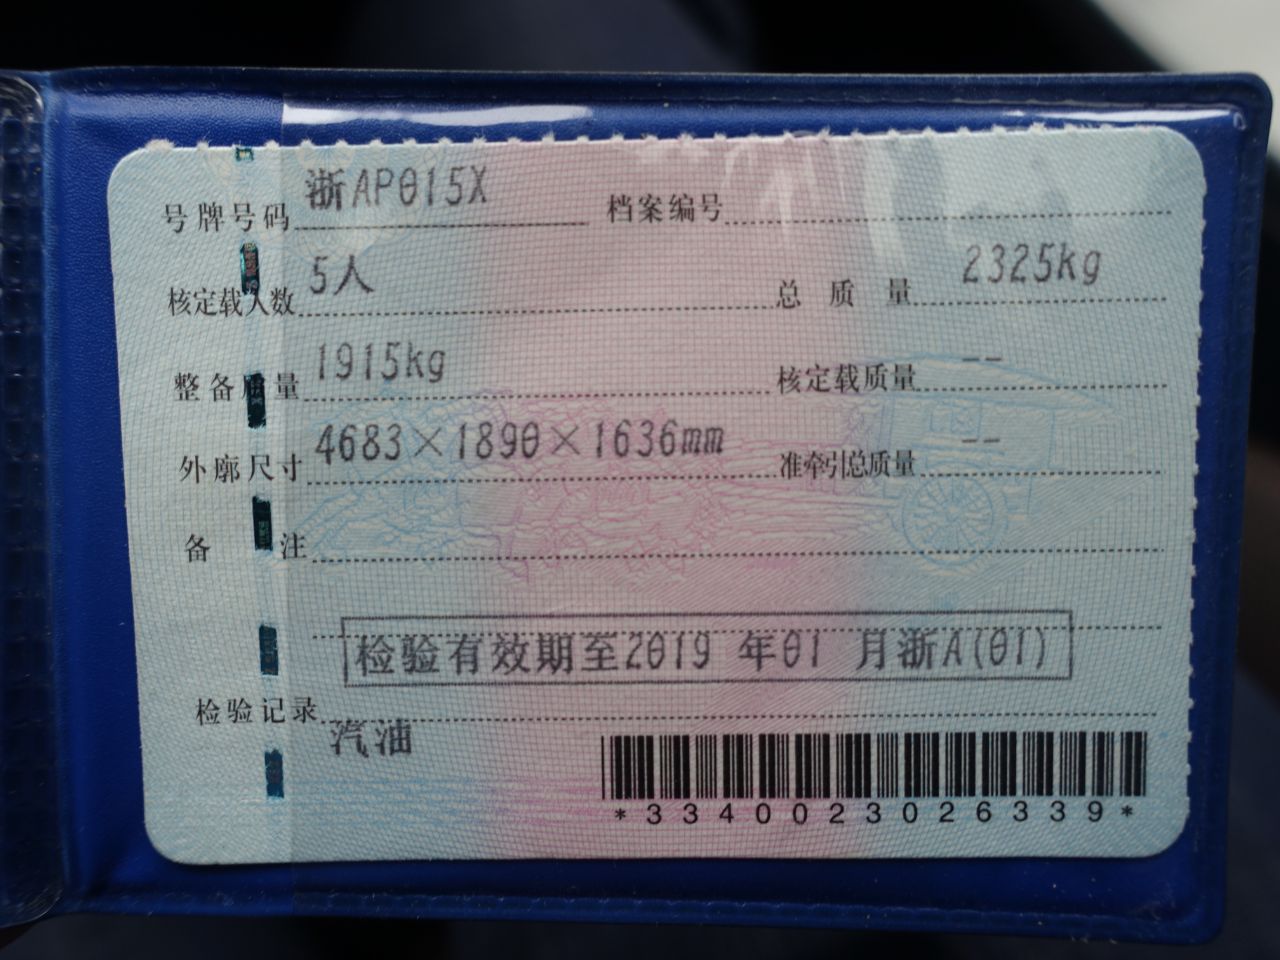 号牌号码 浙AP015X 档案编号
核定载人数 5人 总质量 2325kg
整备质量 1915kg 核定载质量 --
外廓尺寸 4683×1890×1636mm 准牵引总质量 --
备注
检验有效期至2019 年01 月浙A(01)
检验记录
汽油
*3340023026339*